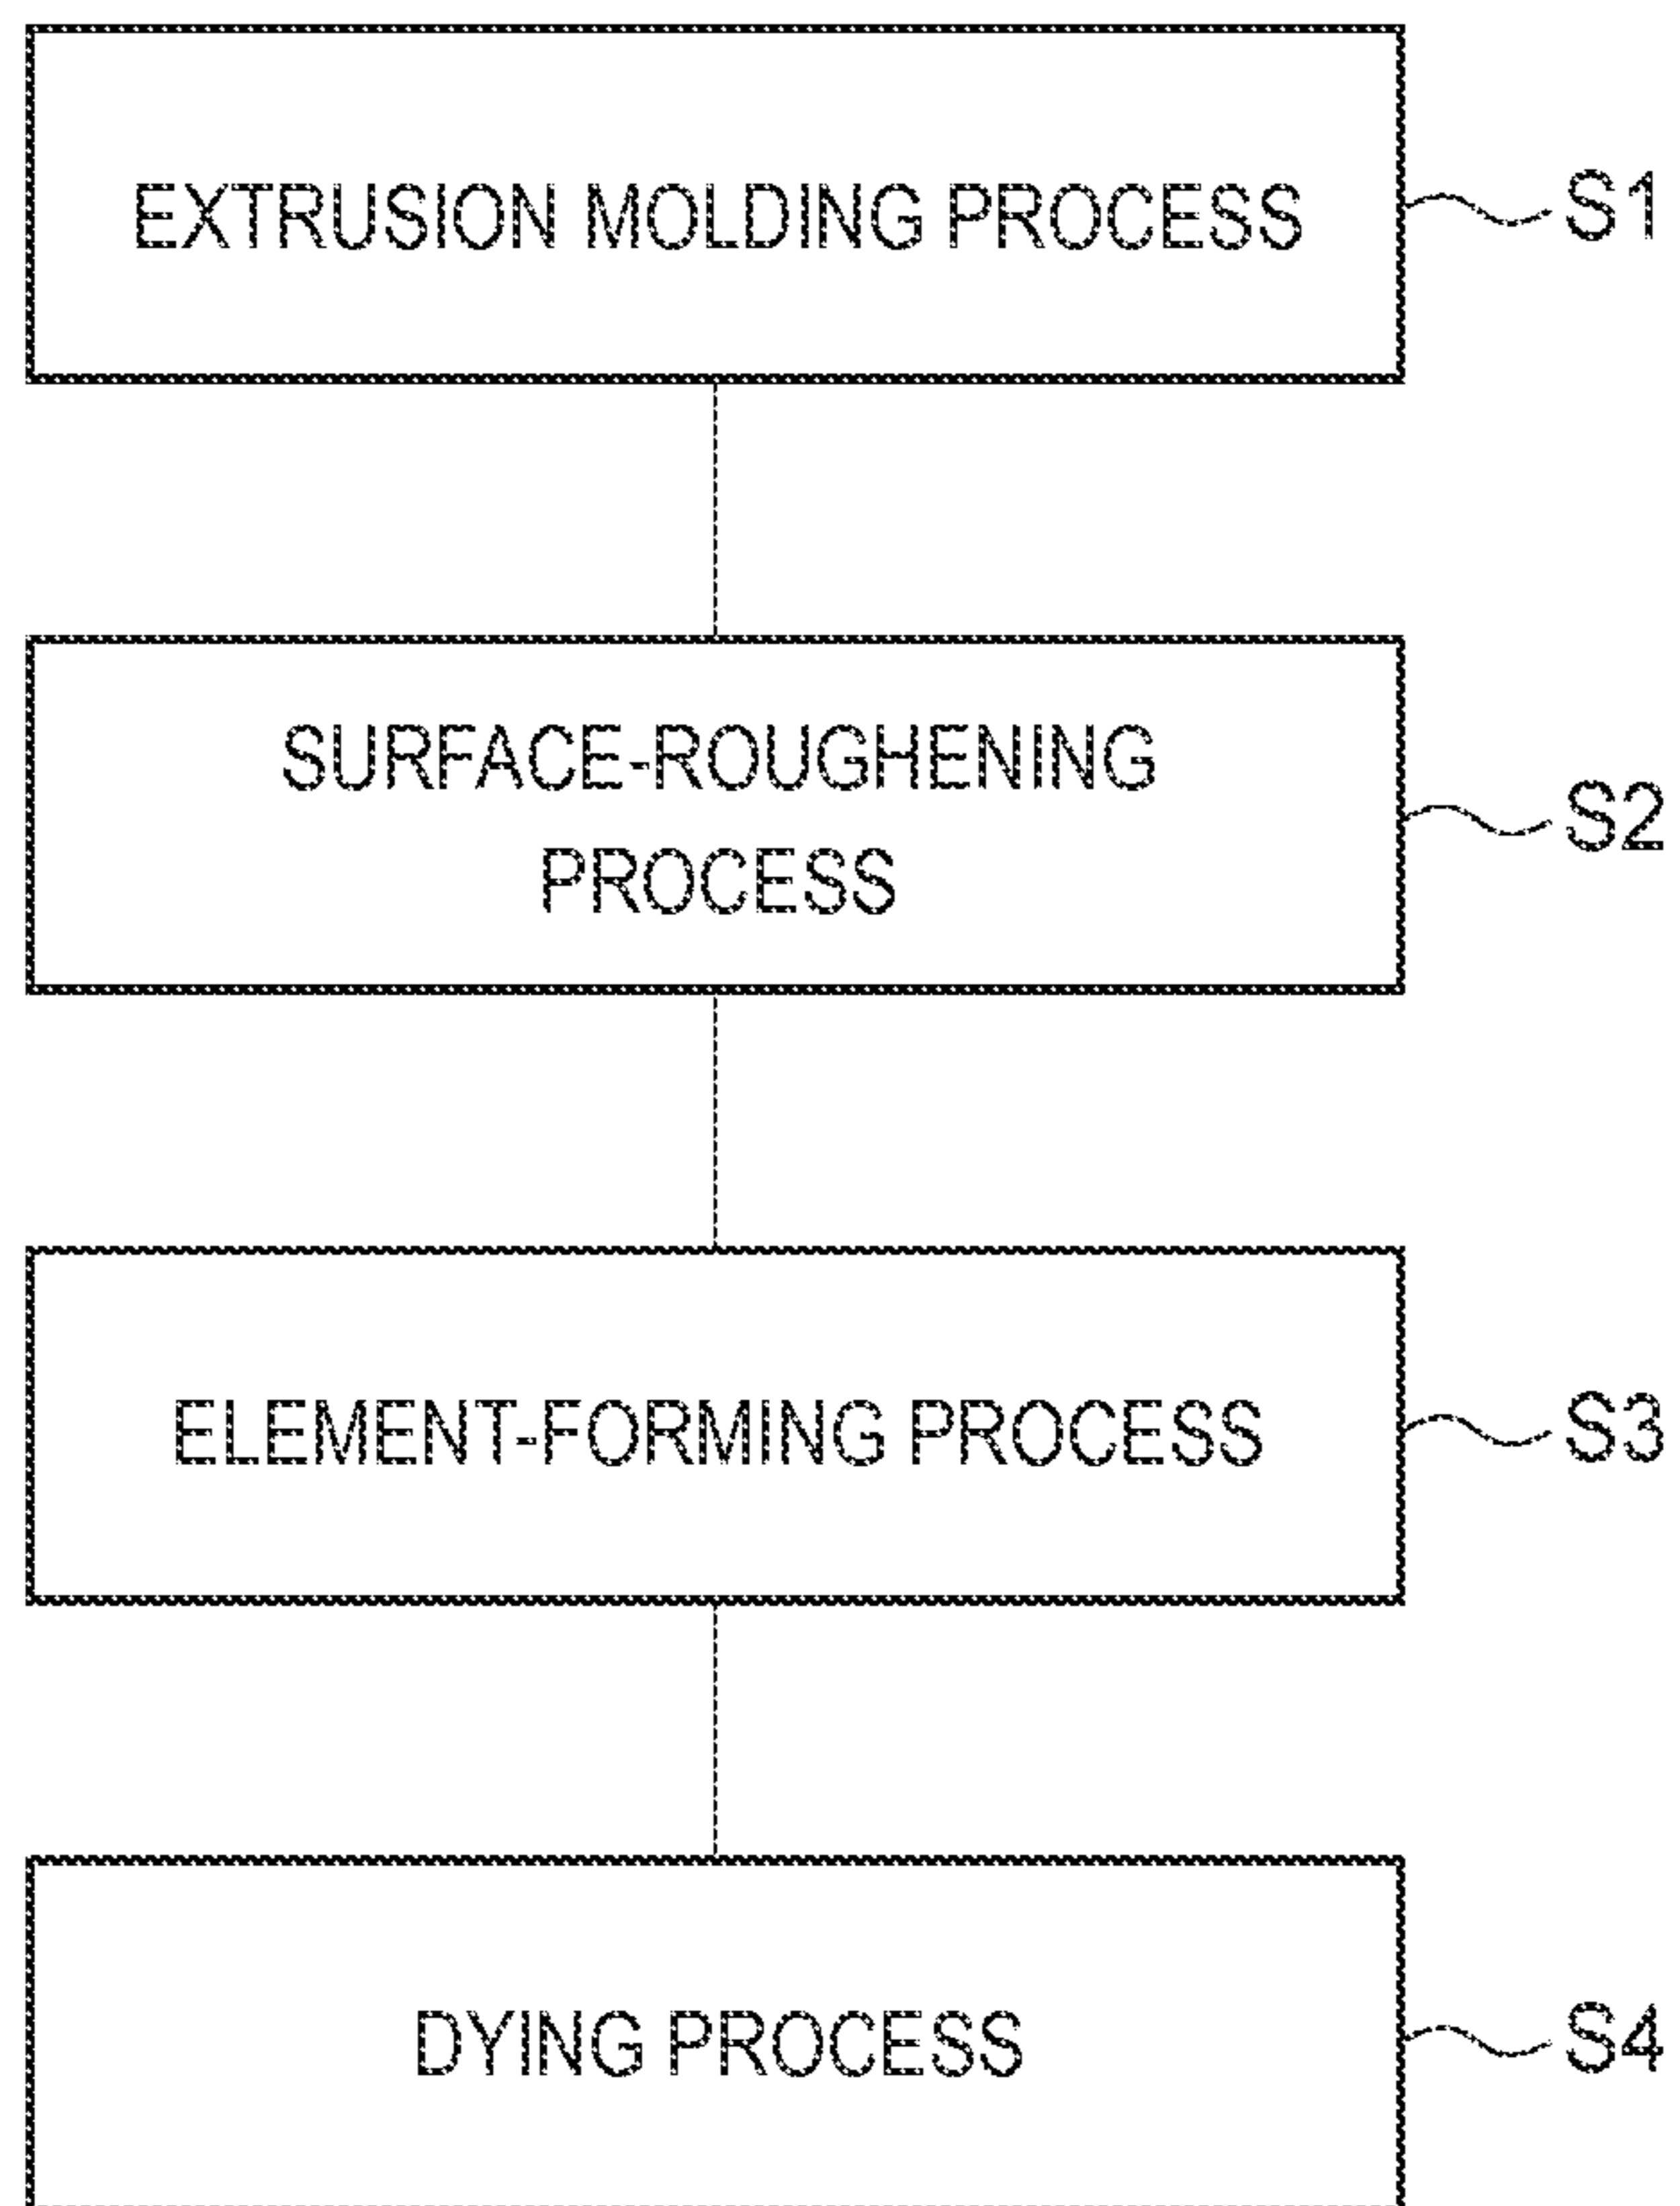 EXTRUSION MOLDING PROCESS
S1
SURFACE-ROUGHENING
PROCESS
S2
ELEMENT-FORMING PROCESS
S3
DYING PROCESS
S4